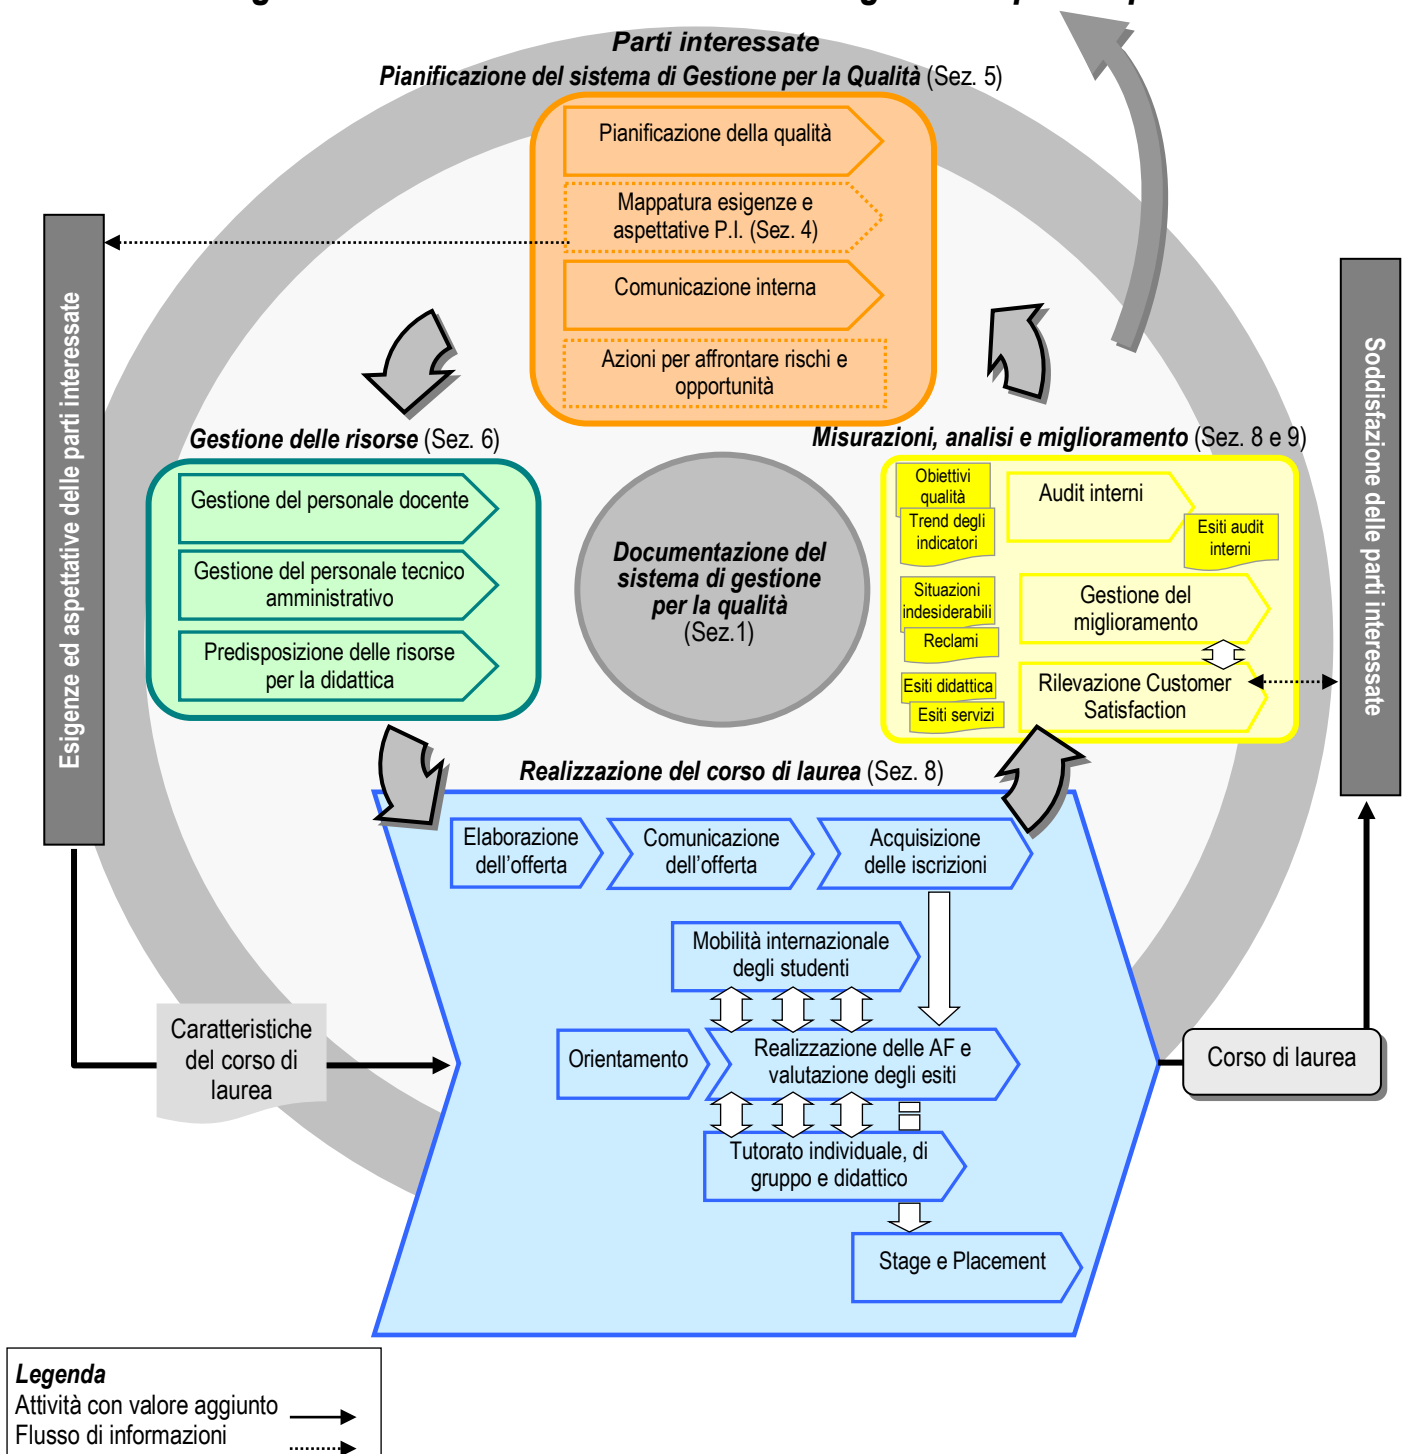 Parti interessate
Pianificazione del sistema di Gestione per la Qualità (Sez. 5)
Pianificazione della qualità
Mappatura esigenze e
aspettative P.I. (Sez. 4)
Comunicazione interna
Azioni per affrontare rischi e
opportunità
Esigenze ed aspettative delle parti interessate
Soddisfazione delle parti interessate
Gestione delle risorse (Sez. 6)
Gestione del personale docente
Gestione del personale tecnico
amministrativo
Predisposizione delle risorse
per la didattica
Documentazione del
sistema di gestione
per la qualità
(Sez.1)
Misurazioni, analisi e miglioramento (Sez. 8 e 9)
Obiettivi
qualità
Trend degli
indicatori
Audit interni
Esiti audit
interni
Situazioni
indesiderabili
Reclami
Gestione del
miglioramento
Esiti didattica
Esiti servizi
Rilevazione Customer
Satisfaction
Realizzazione del corso di laurea (Sez. 8)
Elaborazione
dell'offerta
Comunicazione
dell'offerta
Acquisizione
delle iscrizioni
Mobilità internazionale
degli studenti
Orientamento
Realizzazione delle AF e
valutazione degli esiti
Tutorato individuale, di
gruppo e didattico
Stage e Placement
Caratteristiche
del corso di
laurea
Corso di laurea
Legenda
Attività con valore aggiunto
Flusso di informazioni